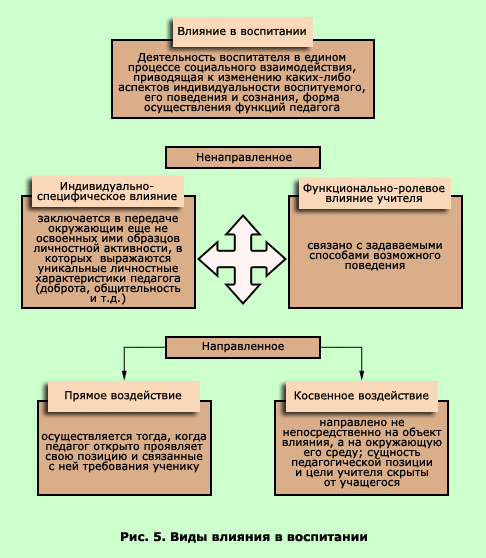 Влияние в воспитании
Деятельность воспитателя в едином
процессе социального взаимодействия,
приводящая к изменению каких-либо
аспектов индивидуальности воспитуемого,
его поведения и сознания, форма
осуществления функций педагога
Ненаправленное
Индивидуально-
специфическое влияние
заключается в передаче
окружающим еще не
освоенных ими образцов
личностной активности, в
которых выражаются
уникальные личностные
характеристики педагога
(доброта, общительность
и т.д.)
Функционально-ролевое
влияние учителя
связано с задаваемыми
способами возможного
поведения
Направленное
Прямое воздействие
осуществляется тогда, когда
педагог открыто проявляет
свою позицию и связанные
с ней требования ученику
Косвенное воздействие
направлено не
непосредственно на объект
влияния, а на окружающую
его среду; сущность
педагогической позиции
и цели учителя скрыты
от учащегося
Рис. 5. Виды влияния в воспитании